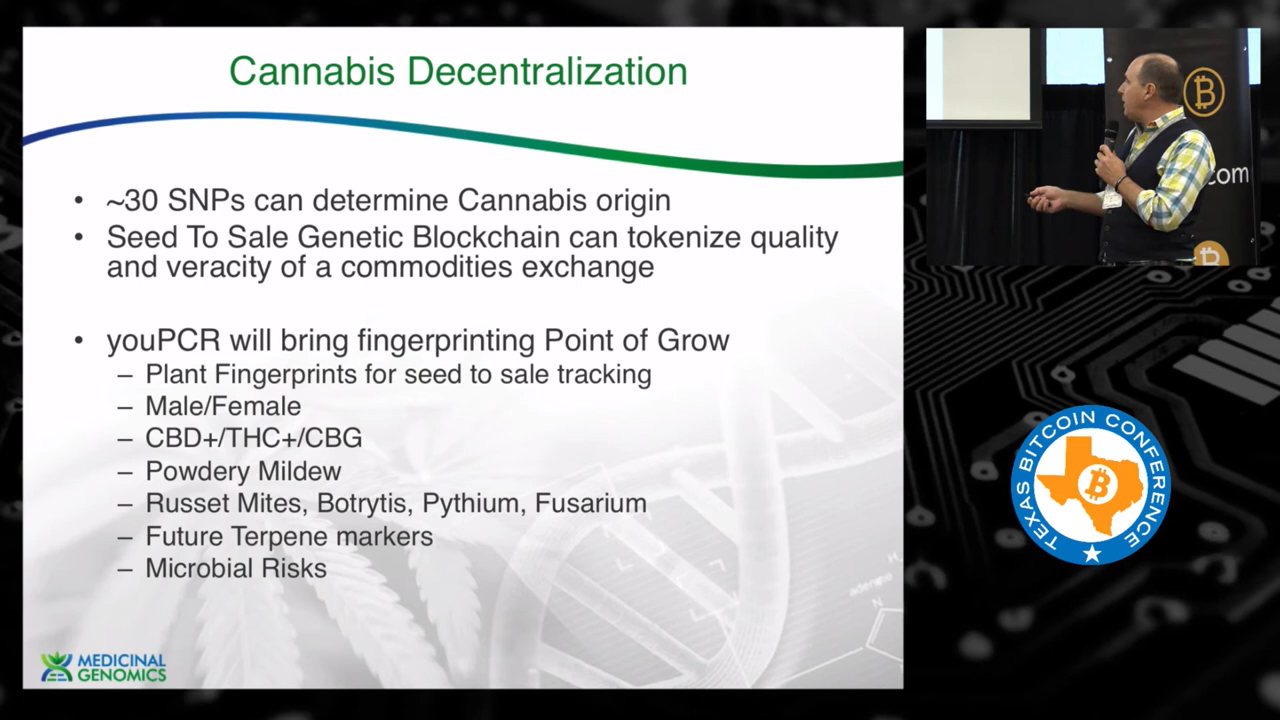 Cannabis Decentralization
• ~30 SNPs can determine Cannabis origin
• Seed To Sale Genetic Blockchain can tokenize quality
and veracity of a commodities exchange
• youPCR will bring fingerprinting Point of Grow
– Plant Fingerprints for seed to sale tracking
– Male/Female
– CBD+/THC+/CBG
– Powdery Mildew
– Russet Mites, Botrytis, Pythium, Fusarium
– Future Terpene markers
– Microbial Risks
adenine
MEDICINAL
GENOMICS
.com
TEXAS BITCOIN CONFERENCE